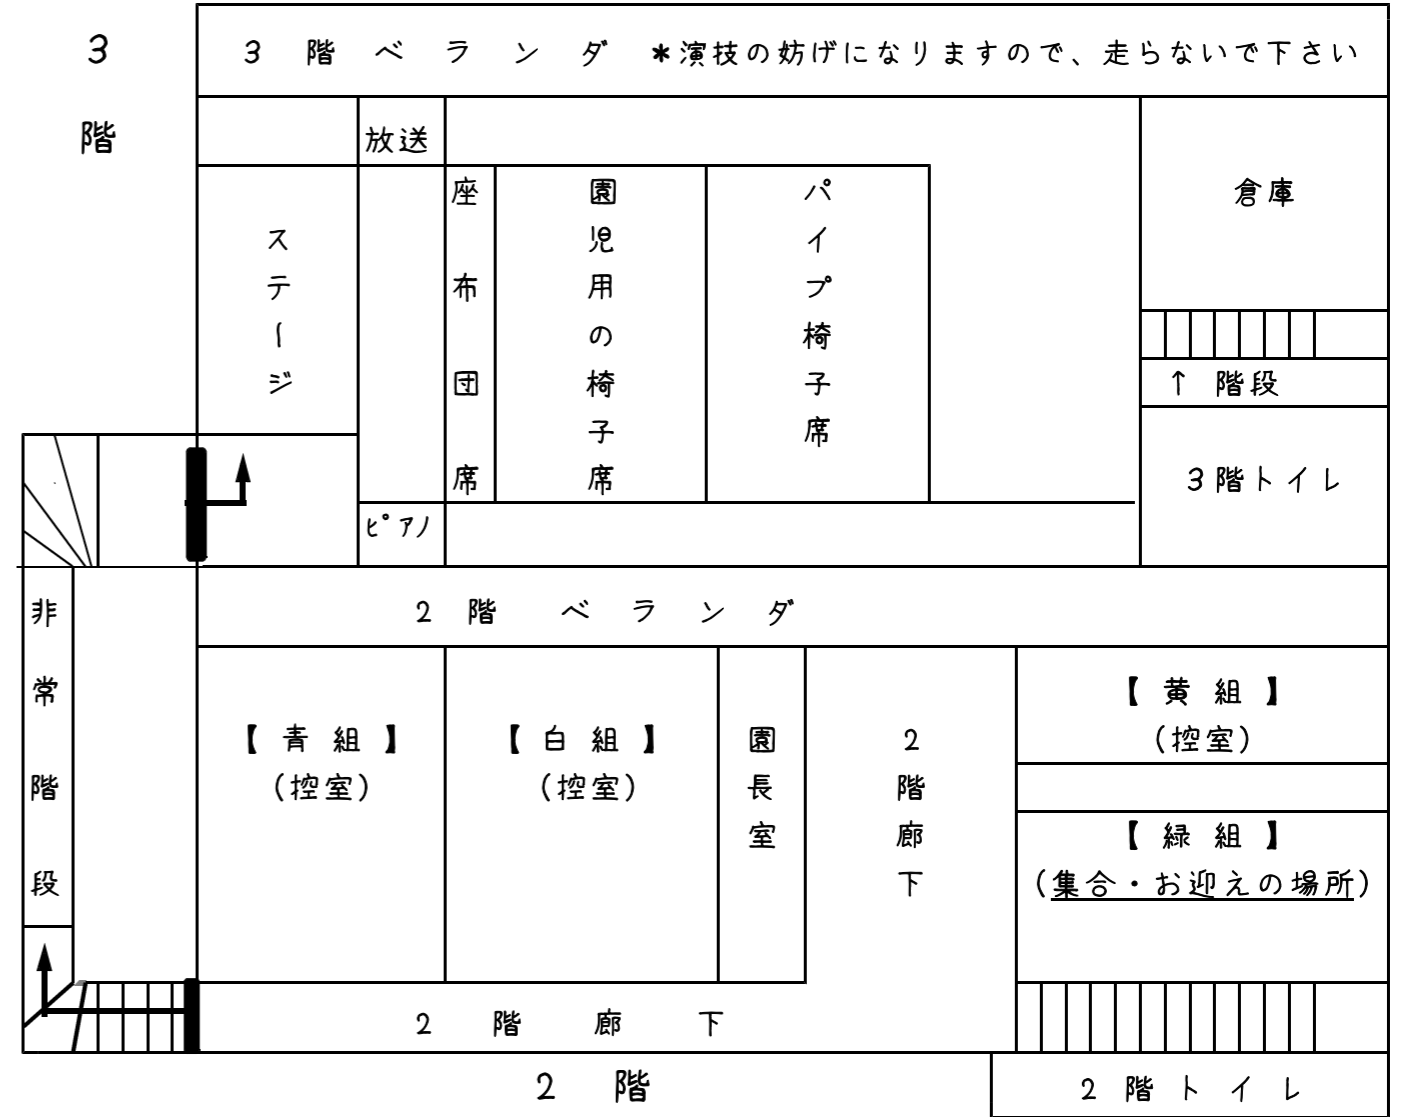 3階
3階ベランダ *演技の妨げになりますので、走らないで下さい
放送
ステージ
座布団席
園児用の椅子席
パイプ椅子席
倉庫
↑ 階段
3階トイレ
ピアノ
非常階段
2階 ベランダ
【青組】
(控室)
【白組】
(控室)
園長室
2階廊下
【黄組】
(控室)
【緑組】
(集合・お迎えの場所)
2階廊下
2階
2階トイレ